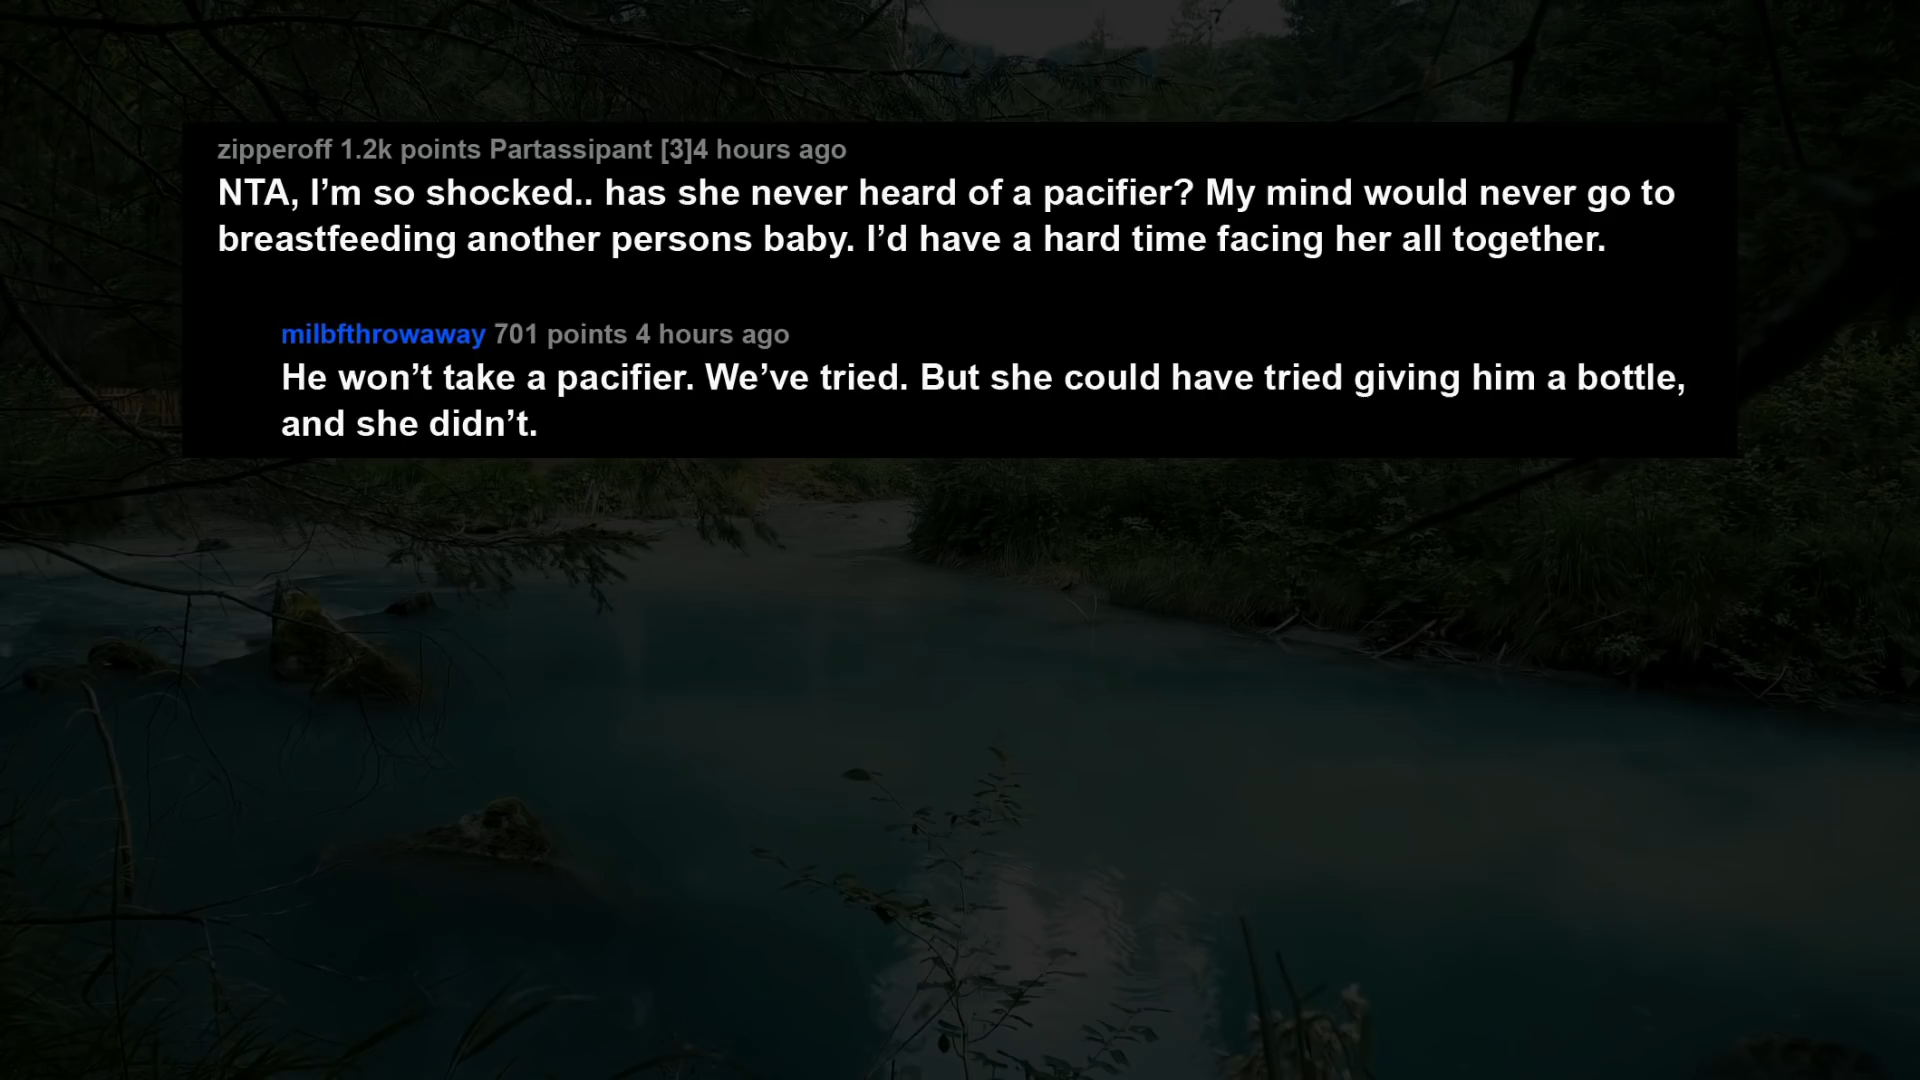 zipperoff 1.2k points Partassipant [3]4 hours ago
NTA, I’m so shocked.. has she never heard of a pacifier? My mind would never go to
breastfeeding another persons baby. I’d have a hard time facing her all together.
milbfthrowaway 701 points 4 hours ago
He won’t take a pacifier. We’ve tried. But she could have tried giving him a bottle,
and she didn’t.